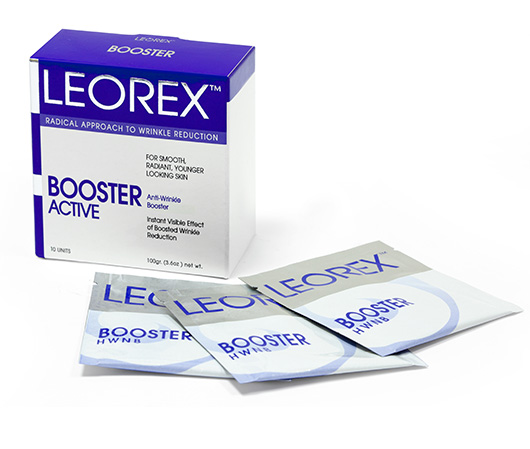 LEOREX
BOOSTER
LEOREX™
RADICAL APPROACH TO WRINKLE REDUCTION
FOR SMOOTH,
RADIANT, YOUNGER
LOOKING SKIN
BOOSTER
ACTIVE
Anti-Wrinkle
Booster
Instant Visible Effect
of Boosted Wrinkle
Reduction
10 UNITS
100gr. (3.6oz) net wt.
LEOREX
BOOSTER
HWNB
LEO
BOOSTER
HWNB
LEOREX™
BOOSTER
HWNB